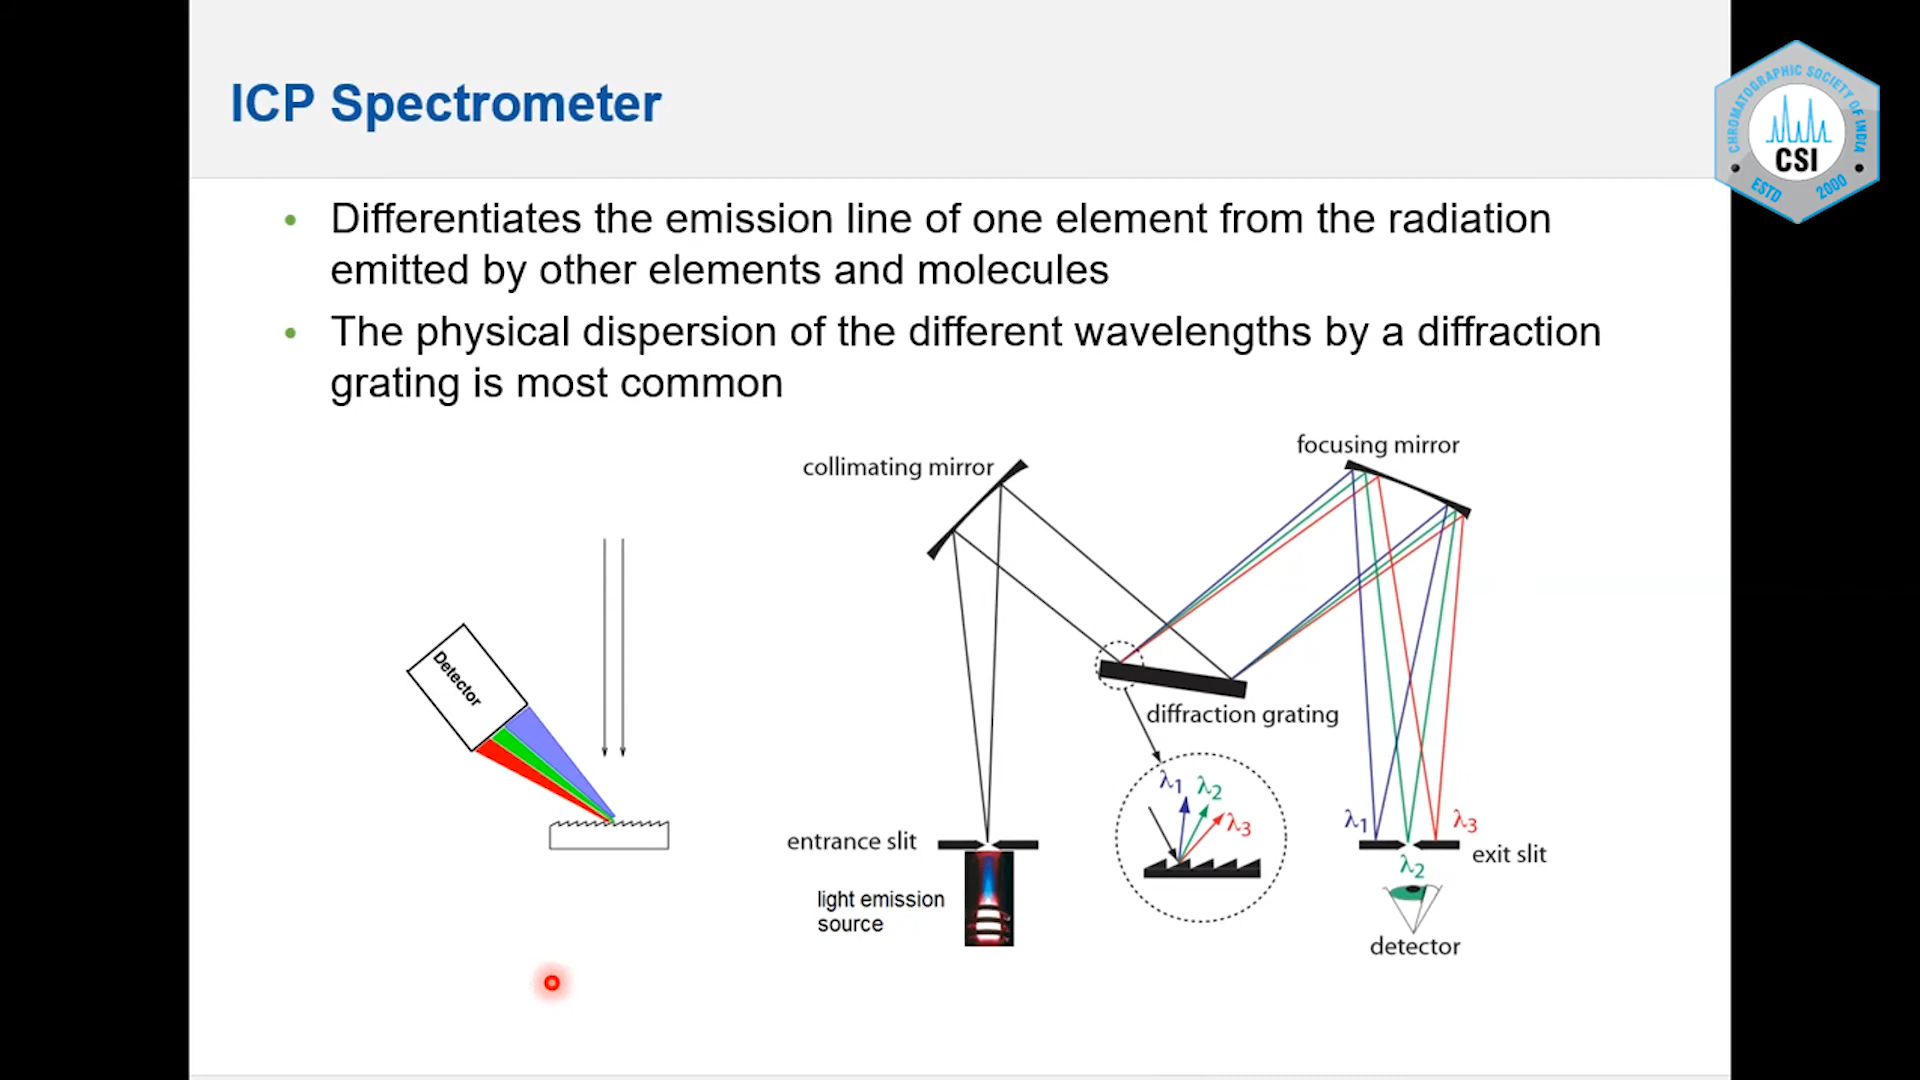 ICP Spectrometer
CHROMATOGRAPHIC SOCIETY OF INDIA
CSI
ESTD 2000
• Differentiates the emission line of one element from the radiation
emitted by other elements and molecules
• The physical dispersion of the different wavelengths by a diffraction
grating is most common
focusing mirror
collimating mirror
Detector
diffraction grating
λ1 λ2
λ3
λ1 λ3
entrance slit
exit slit
λ2
light emission
source
detector